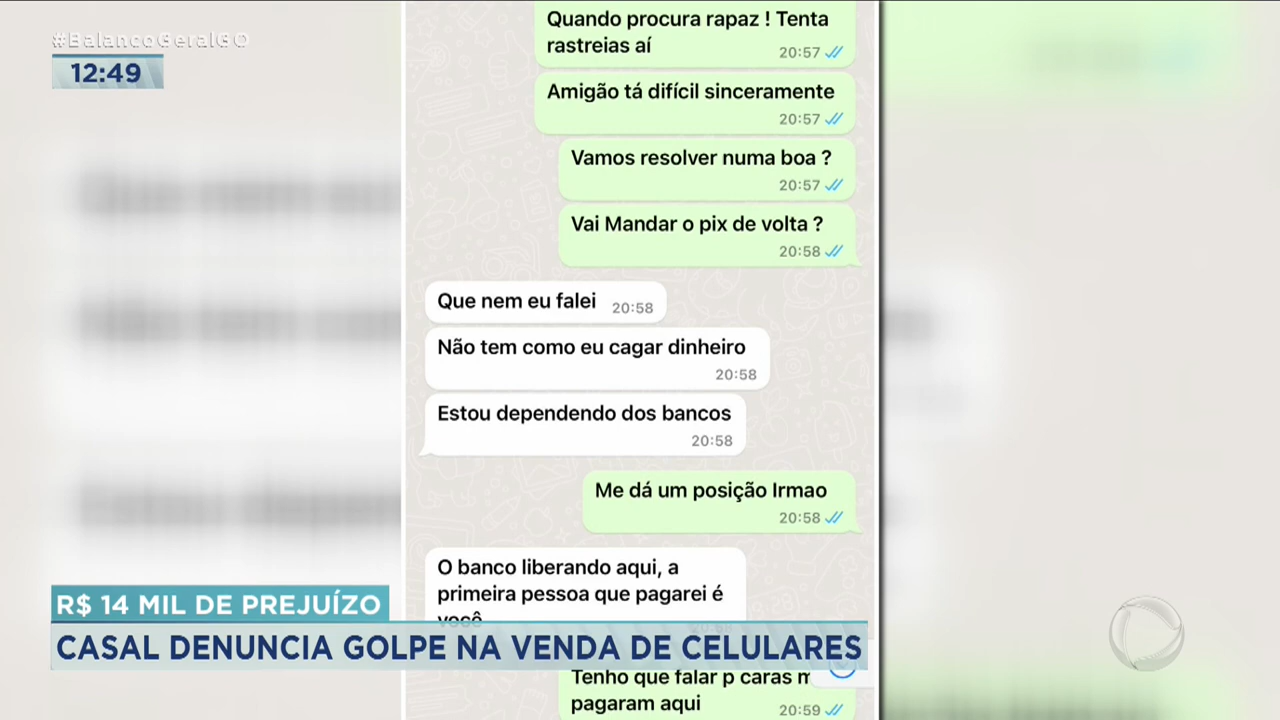 #BalançoGeralGO
12:49
Quando procura rapaz ! Tenta
rastreias aí
20:57
Amigão tá difícil sinceramente
20:57
Vamos resolver numa boa ?
20:57
Vai Mandar o pix de volta ?
20:58
Que nem eu falei
20:58
Não tem como eu cagar dinheiro
20:58
Estou dependendo dos bancos
20:58
Me dá um posição Irmao
20:58
O banco liberando aqui, a
primeira pessoa que pagarei é
você
R$ 14 MIL DE PREJUÍZO
CASAL DENUNCIA GOLPE NA VENDA DE CELULARES
Tenho que falar p caras
pagaram aqui
20:59